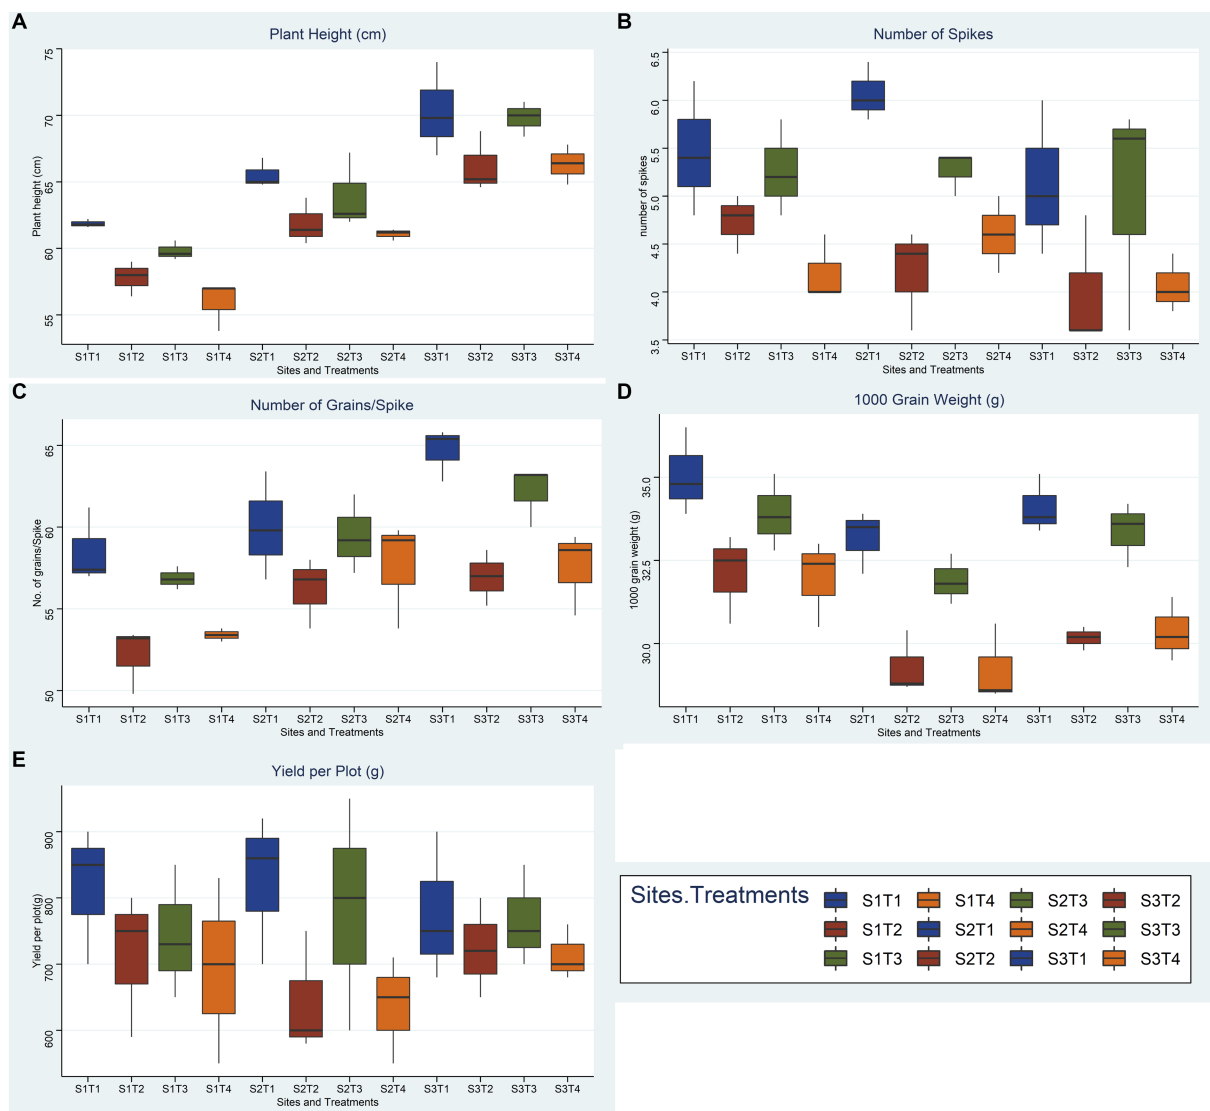 A
Plant Height (cm)
Plant height (cm)
75
70
65
60
55
S1T1 S1T2 S1T3 S1T4 S2T1 S2T2 S2T3 S2T4 S3T1 S3T2 S3T3 S3T4
Sites and Treatments
B
Number of Spikes
number of spikes
6.5
6.0
5.5
5.0
4.5
4.0
3.5
S1T1 S1T2 S1T3 S1T4 S2T1 S2T2 S2T3 S2T4 S3T1 S3T2 S3T3 S3T4
Sites and Treatments
C
Number of Grains/Spike
No. of grains/Spike
65
60
55
50
S1T1 S1T2 S1T3 S1T4 S2T1 S2T2 S2T3 S2T4 S3T1 S3T2 S3T3 S3T4
Sites and Treatments
D
1000 Grain Weight (g)
1000 grain weight (g)
35.0
32.5
30.0
S1T1 S1T2 S1T3 S1T4 S2T1 S2T2 S2T3 S2T4 S3T1 S3T2 S3T3 S3T4
Sites and Treatments
E
Yield per Plot (g)
Yield per plot(g)
900
800
700
600
S1T1 S1T2 S1T3 S1T4 S2T1 S2T2 S2T3 S2T4 S3T1 S3T2 S3T3 S3T4
Sites and Treatments
Sites.Treatments
S1T1 S1T4 S2T3 S3T2
S1T2 S2T1 S2T4 S3T3
S1T3 S2T2 S3T1 S3T4